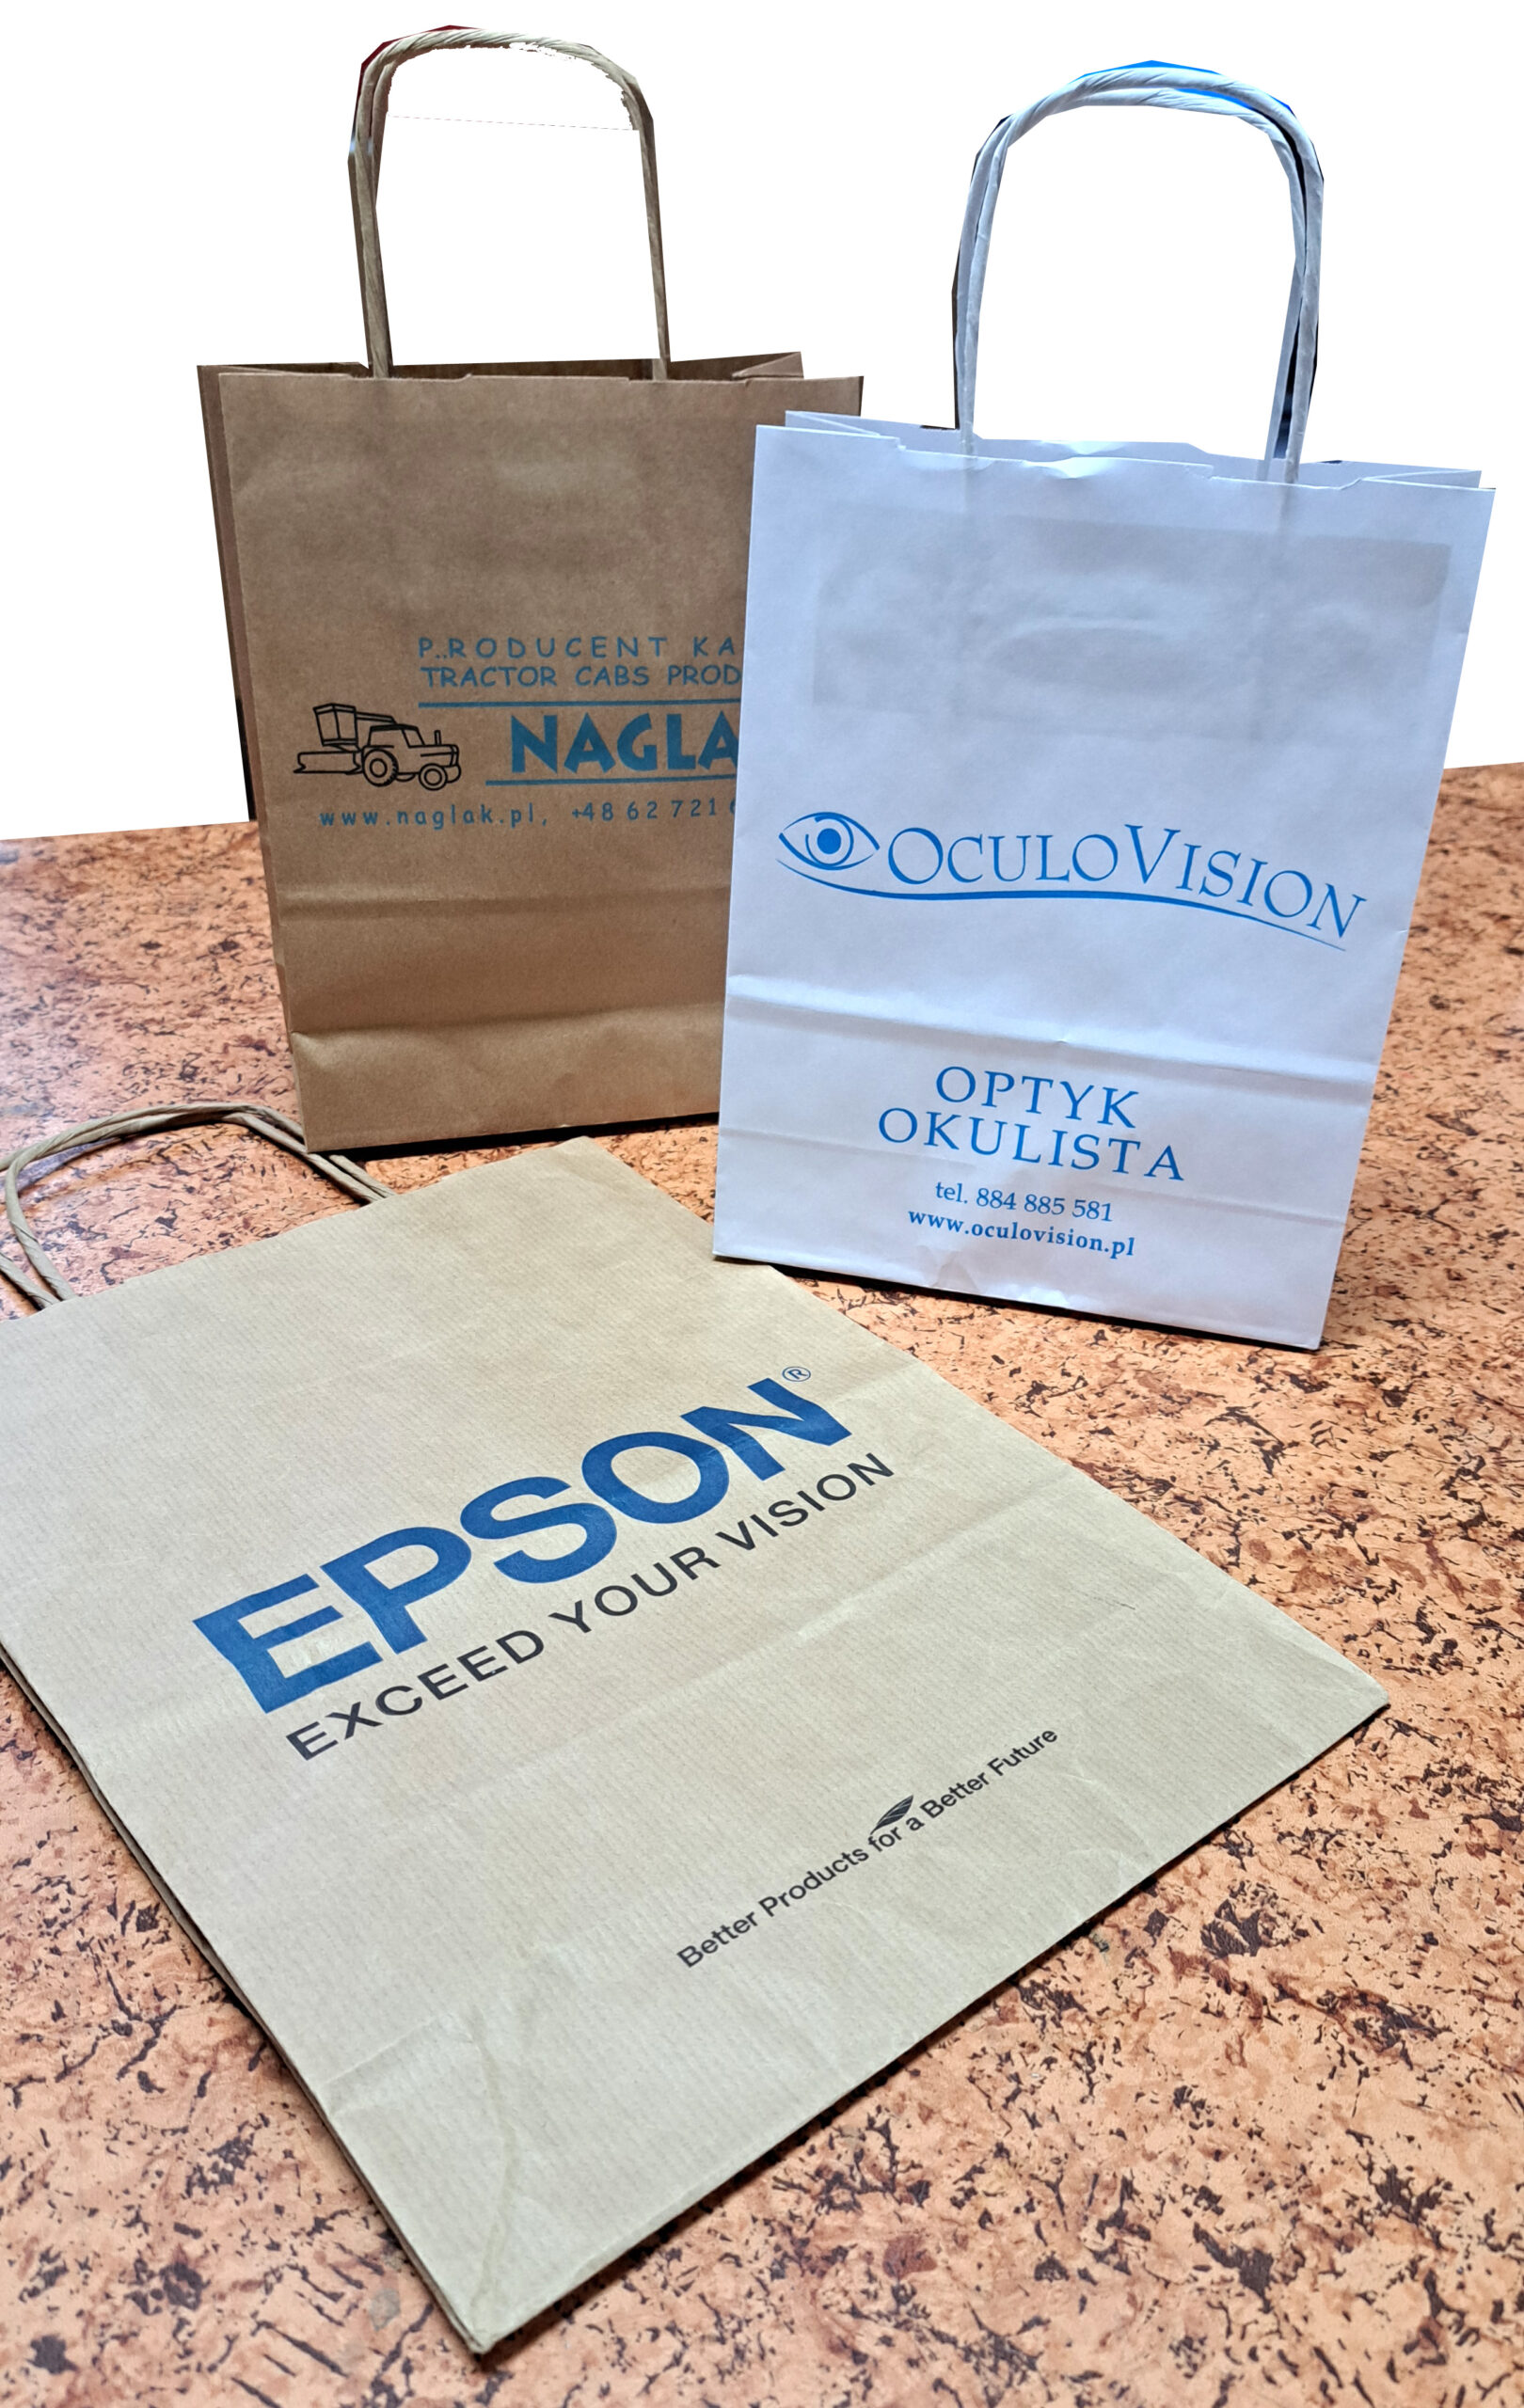 P..RODUCENT KA
TRACTOR CABS PROD
NAGLA
www.naglak.pl, +48 62 721
OCULOVISION
OPTYK
OKULISTA
tel. 884 885 581
www.oculovision.pl
EPSON®
EXCEED YOUR VISION
Better Products for a Better Future